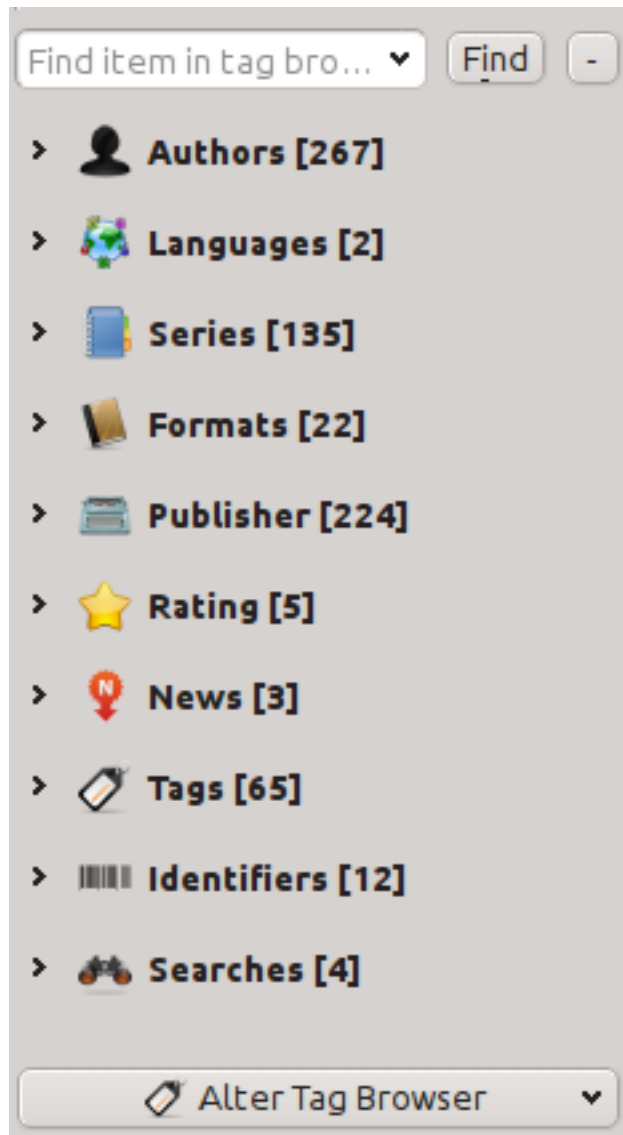 Find item in tag bro... Find -
Authors [267]
Languages [2]
Series [135]
Formats [22]
Publisher [224]
Rating [5]
N
News [3]
Tags [65]
Identifiers [12]
Searches [4]
Alter Tag Browser